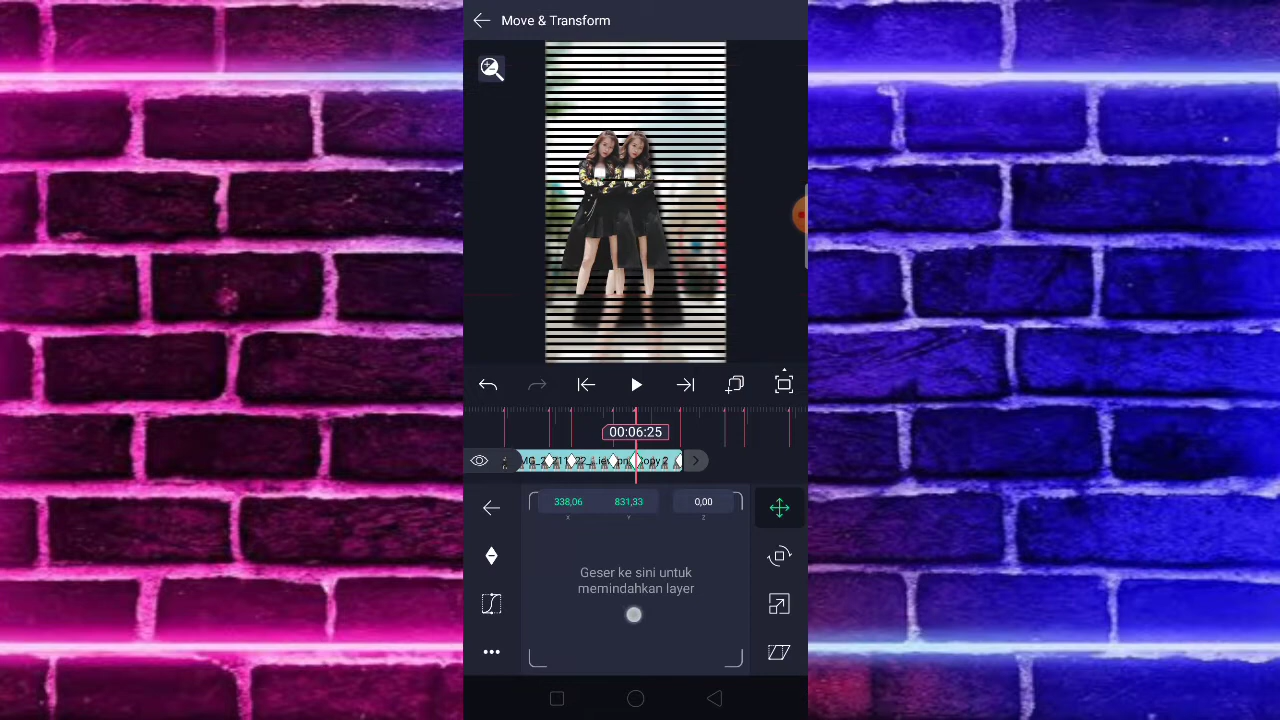 Move & Transform
00:06:25
338,06 831,33 0,00
X Y Z
Geser ke sini untuk
memindahkan layer